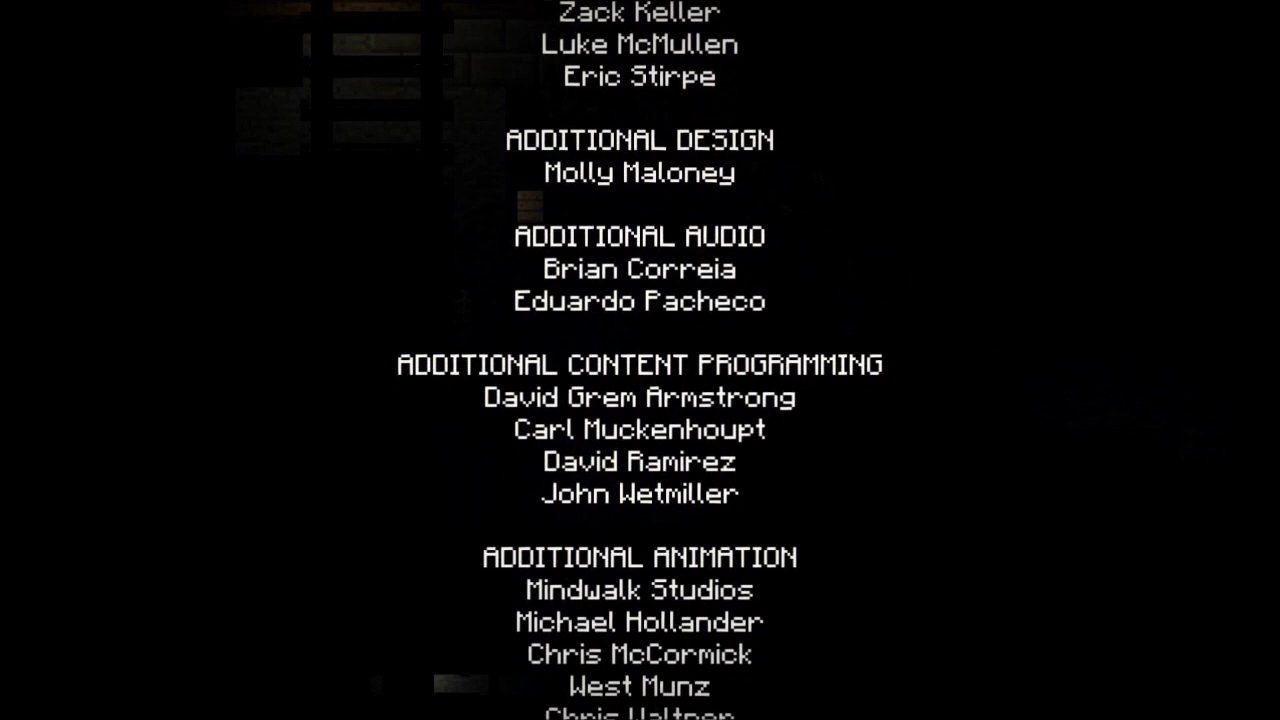 Zack Keller
Luke McMullen
Eric Stirpe
ADDITIONAL DESIGN
Molly Maloney
ADDITIONAL AUDIO
Brian Correia
Eduardo Pacheco
ADDITIONAL CONTENT PROGRAMMING
David Grem Armstrong
Carl Muckenhoupt
David Ramirez
John Wetmiller
ADDITIONAL ANIMATION
Mindwalk Studios
Michael Hollander
Chris McCormick
West Munz
Chris